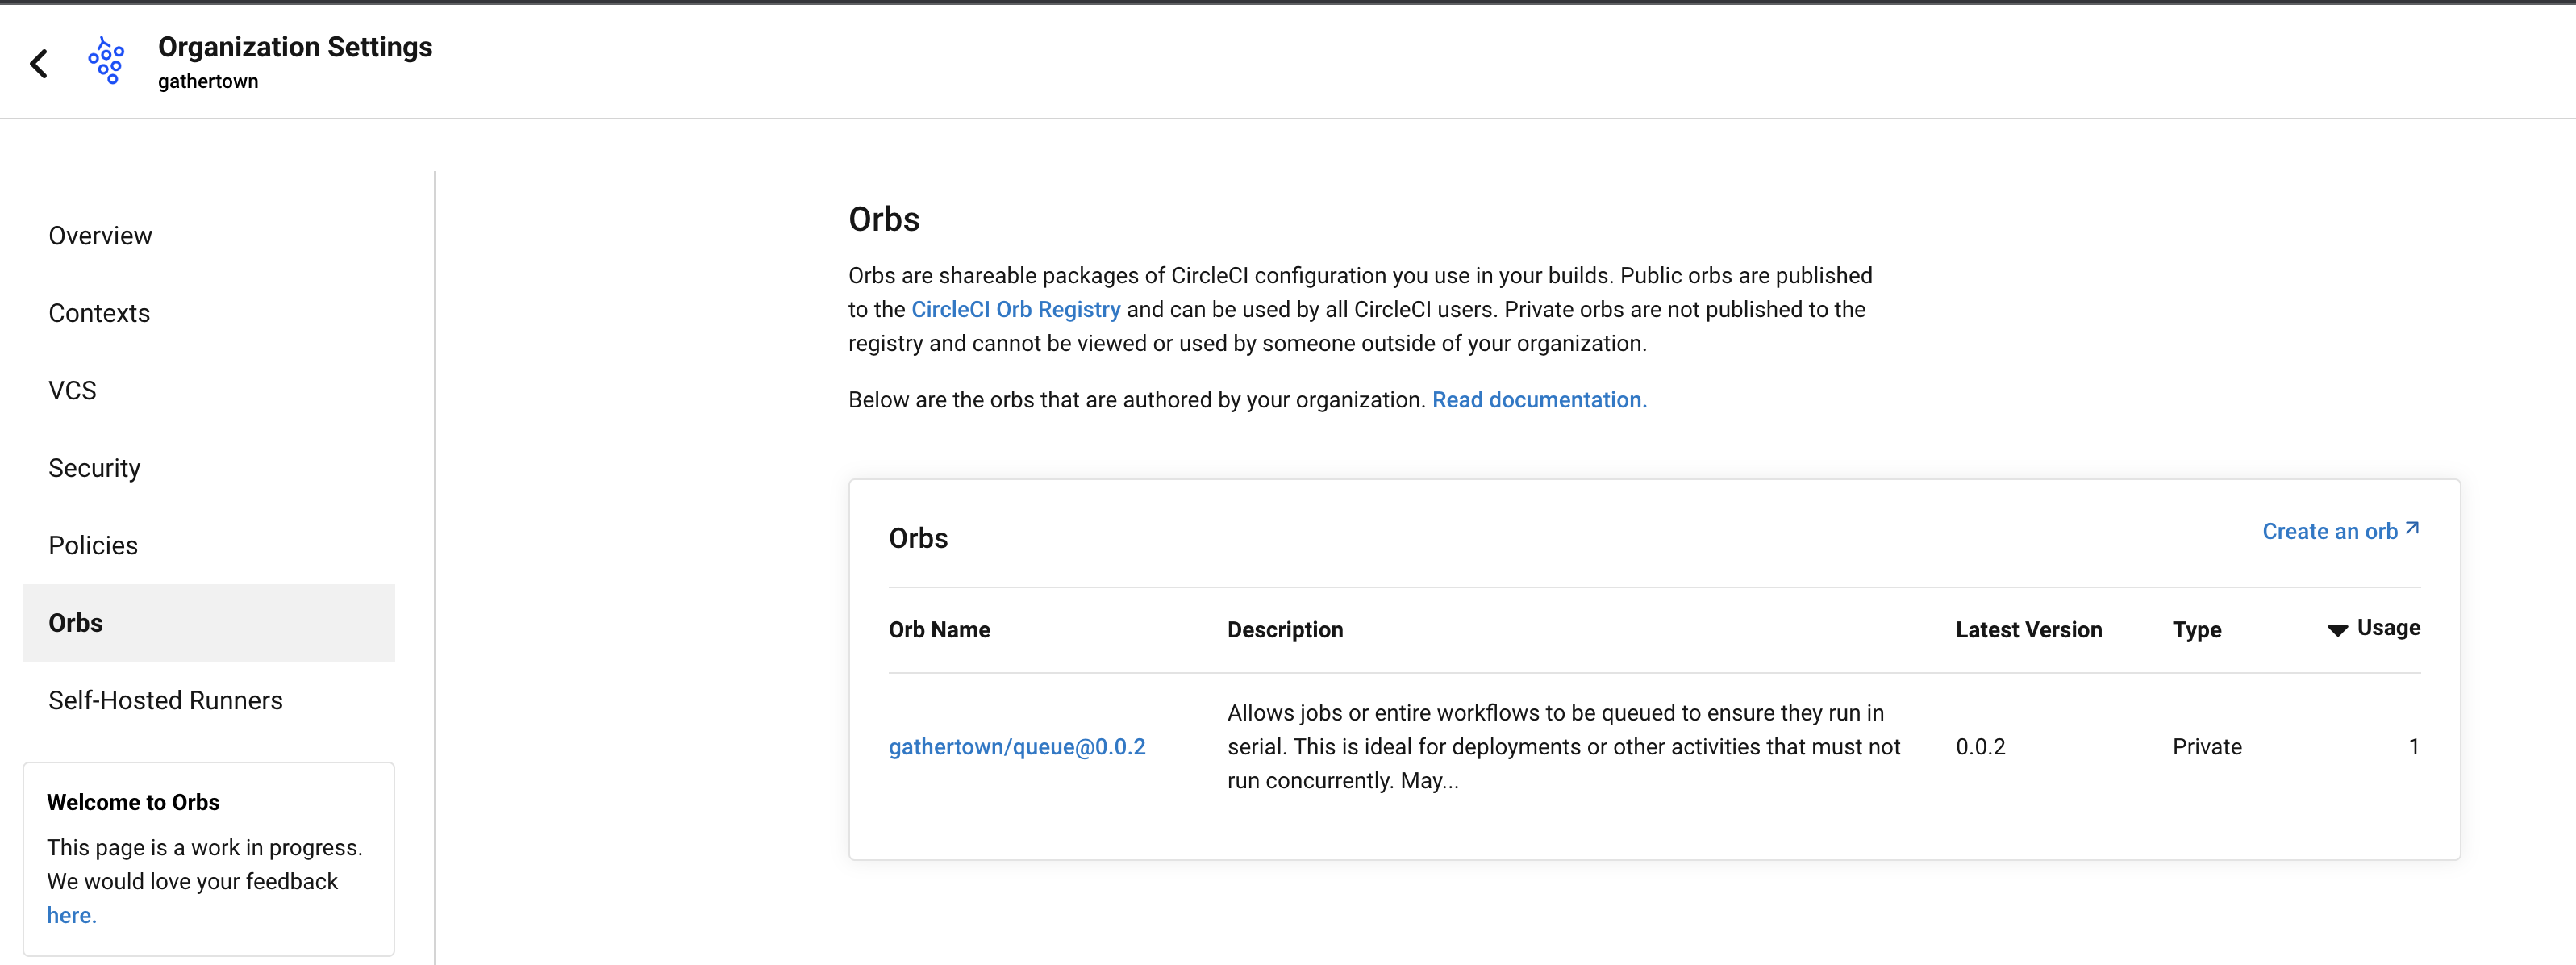 Organization Settings
gathertown
Overview
Contexts
VCS
Security
Policies
Orbs
Self-Hosted Runners
Welcome to Orbs
This page is a work in progress.
We would love your feedback
here.
Orbs
Orbs are shareable packages of CircleCI configuration you use in your builds. Public orbs are published
to the CircleCI Orb Registry and can be used by all CircleCI users. Private orbs are not published to the
registry and cannot be viewed or used by someone outside of your organization.
Below are the orbs that are authored by your organization. Read documentation.
Orbs
Create an orb
Orb Name Description Latest Version Type Usage
Allows jobs or entire workflows to be queued to ensure they run in
gathertown/queue@0.0.2 serial. This is ideal for deployments or other activities that must not 0.0.2 Private 1
run concurrently. May...